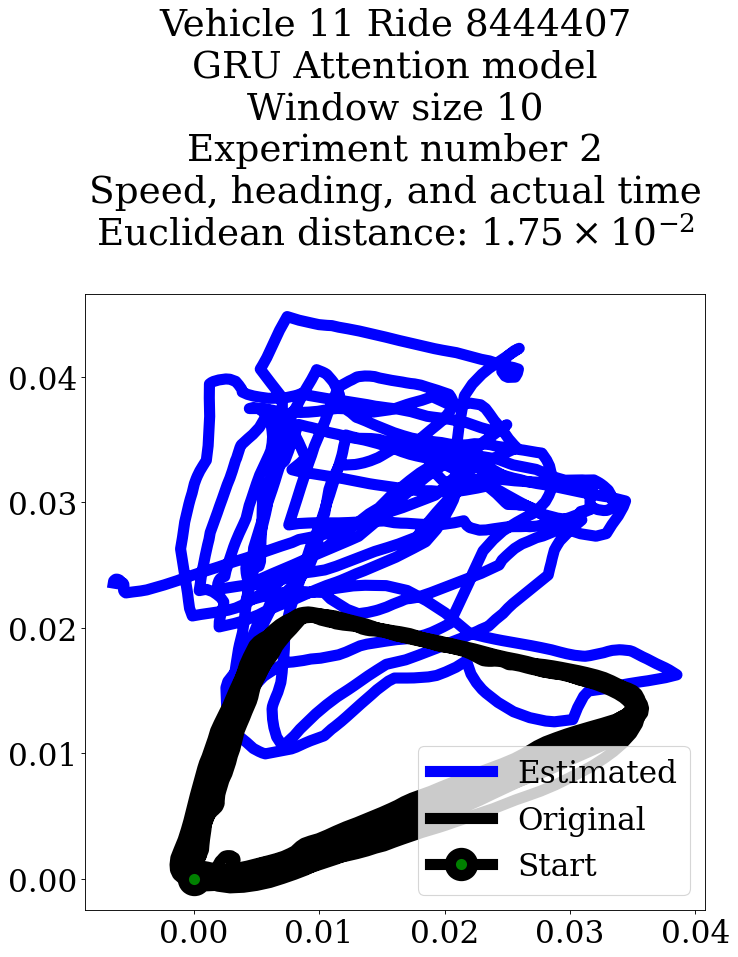 Vehicle 11 Ride 8444407
GRU Attention model
Window size 10
Experiment number 2
Speed, heading, and actual time
Euclidean distance: 1.75 × 10⁻²
0.04
0.03
0.02
0.01
0.00
Estimated
Original
Start
0.00 0.01 0.02 0.03 0.04